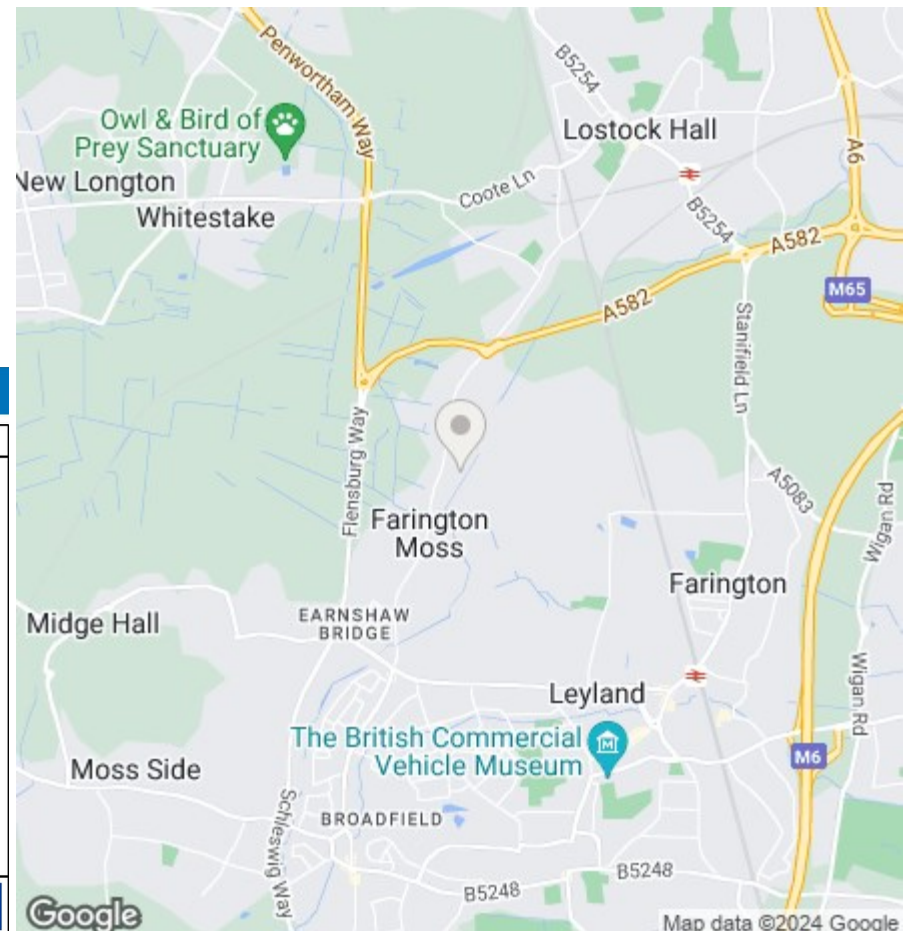 Penwortham Way
B5254
Owl & Bird of
Prey Sanctuary
Lostock Hall
A6
New Longton
Coote Ln
Whitestake
B5254
A582
M65
A582
Stanifield Ln
Flensburg Way
A5083
Wigan Rd
Farington
Moss
Farington
EARNSHAW
BRIDGE
Midge Hall
Wigan Rd
Leyland
The British Commercial
Vehicle Museum
M6
Moss Side
Schleswig Way
BROADFIELD
B5248
B5248
Google
Map data ©2024 Google